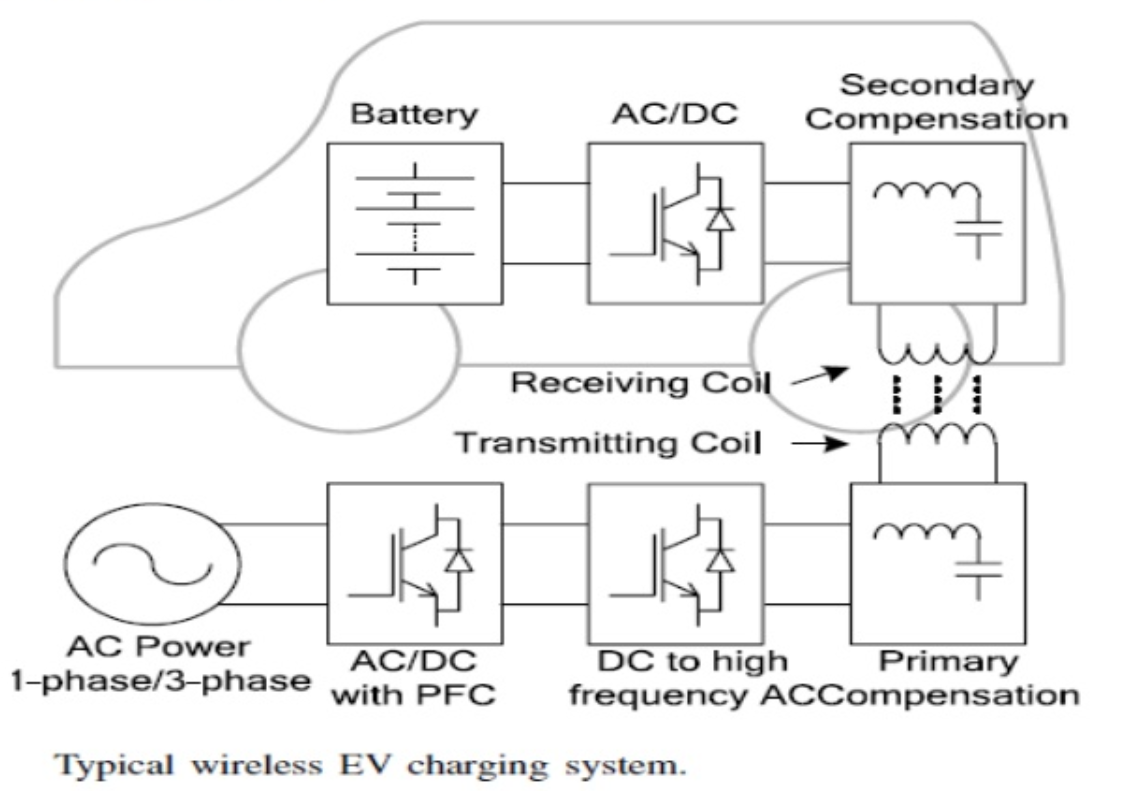 Battery
AC/DC
Secondary
Compensation
Receiving Coil
Transmitting Coil
AC Power
1-phase/3-phase
AC/DC
with PFC
DC to high
frequency AC
Primary
Compensation
Typical wireless EV charging system.